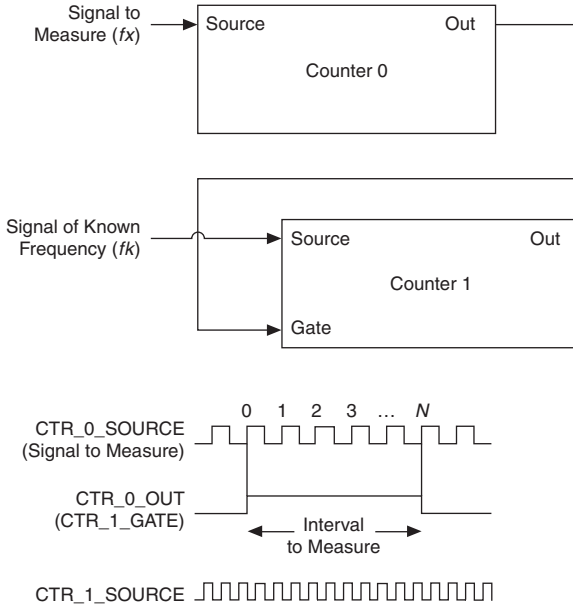 Signal to
Measure (fx)
Source
Out
Counter 0
Signal of Known
Frequency (fk)
Source
Out
Counter 1
Gate
0 1 2 3 … N
CTR_0_SOURCE
(Signal to Measure)
CTR_0_OUT
(CTR_1_GATE)
Interval
to Measure
CTR_1_SOURCE